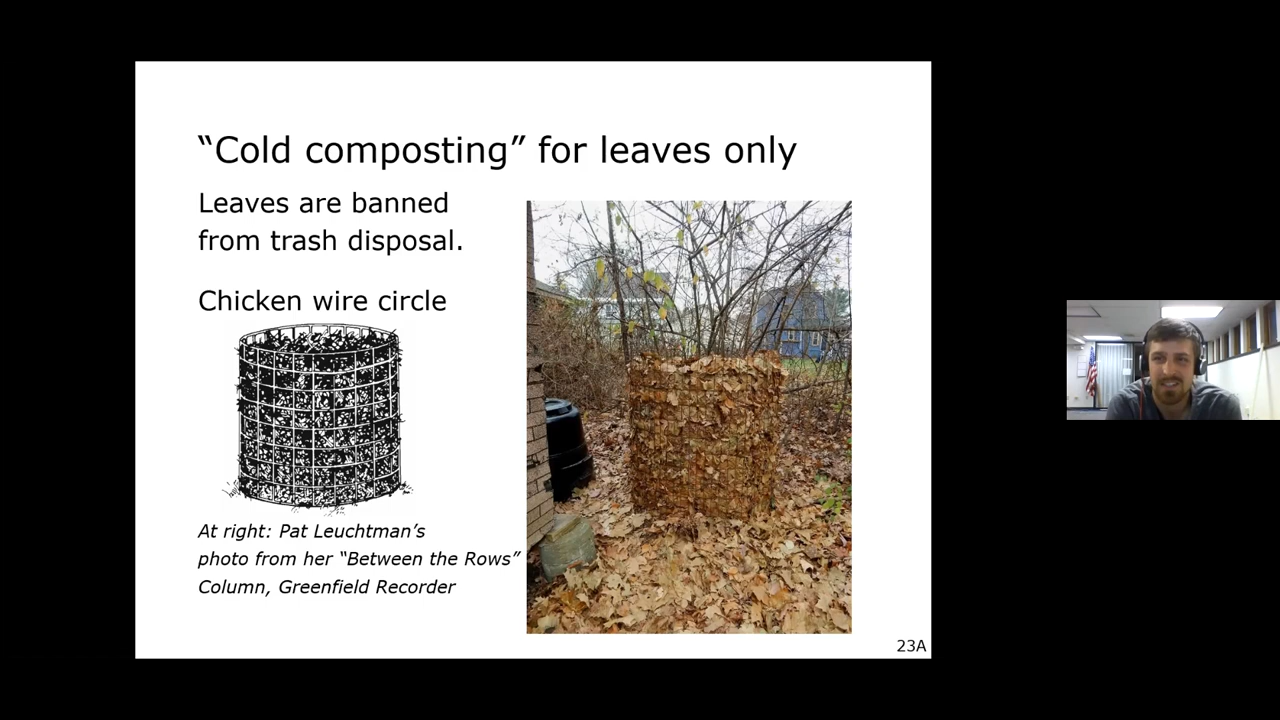 “Cold composting” for leaves only
Leaves are banned
from trash disposal.
Chicken wire circle
At right: Pat Leuchtman’s
photo from her “Between the Rows”
Column, Greenfield Recorder
23A